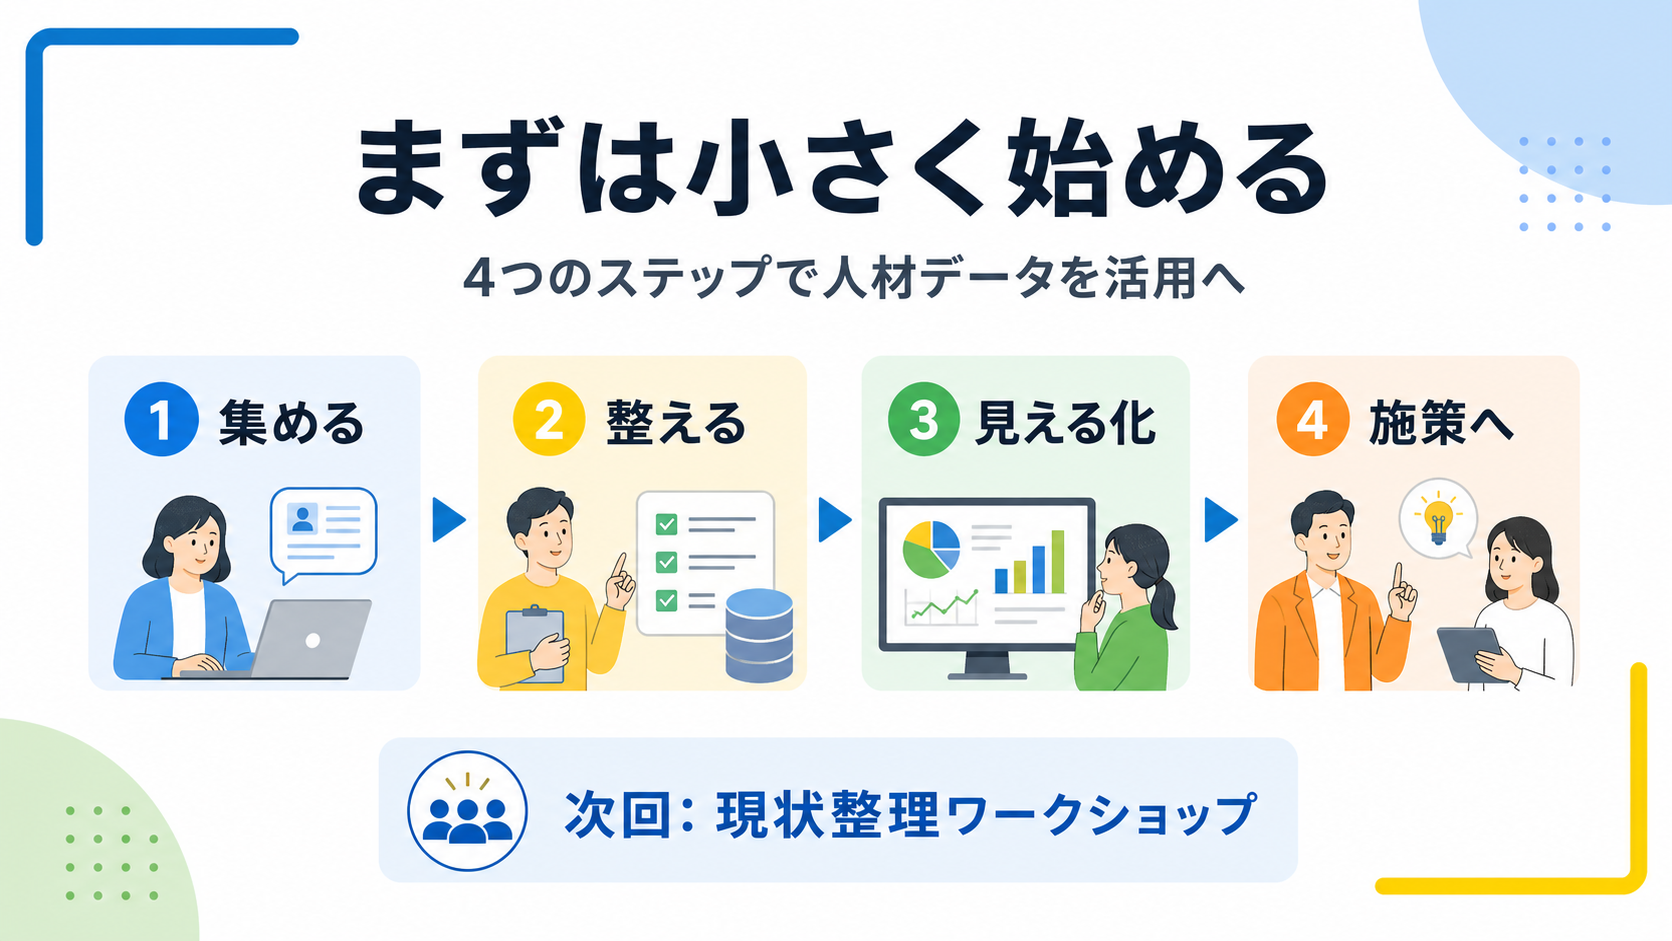 まずは小さく始める
4つのステップで人材データを活用へ
1 集める
2 整える
3 見える化
4 施策へ
次回：現状整理ワークショップ